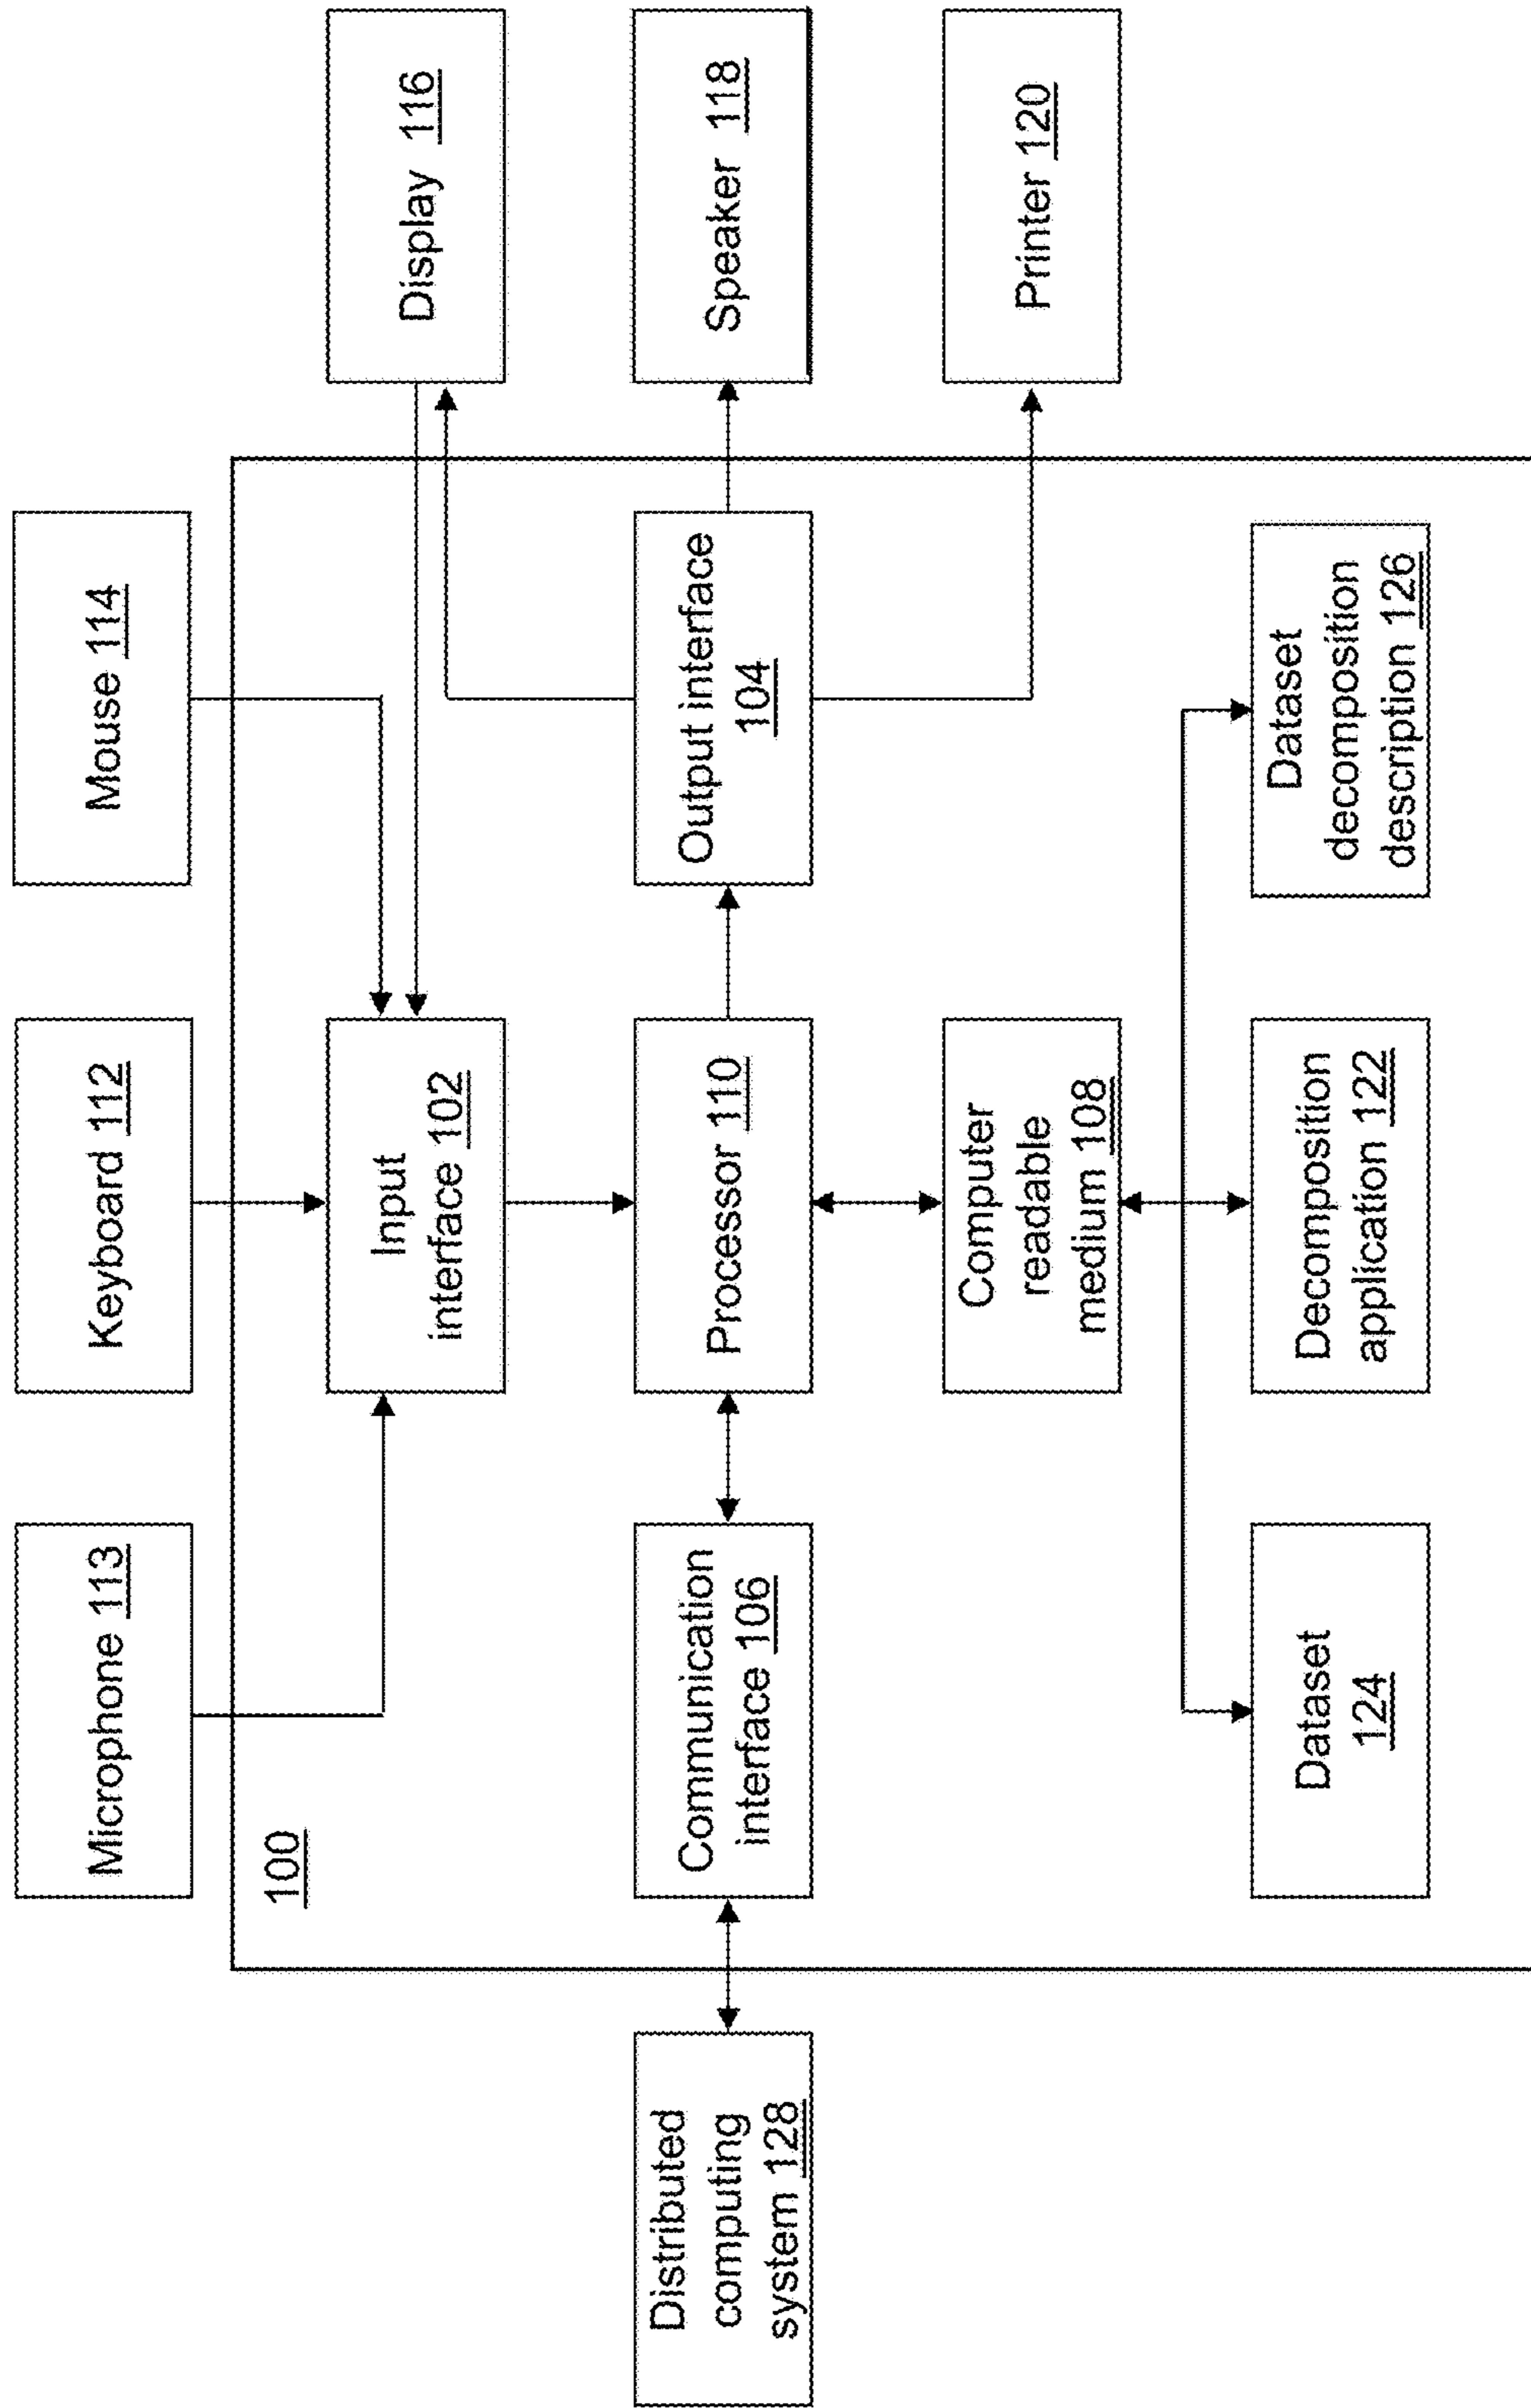 Microphone 113
Keyboard 112
Mouse 114
100
Input
interface 102
Display 116
Distributed
computing
system 128
Communication
interface 106
Processor 110
Output interface
104
Speaker 118
Computer
readable
medium 108
Printer 120
Dataset
124
Decomposition
application 122
Dataset
decomposition
description 126